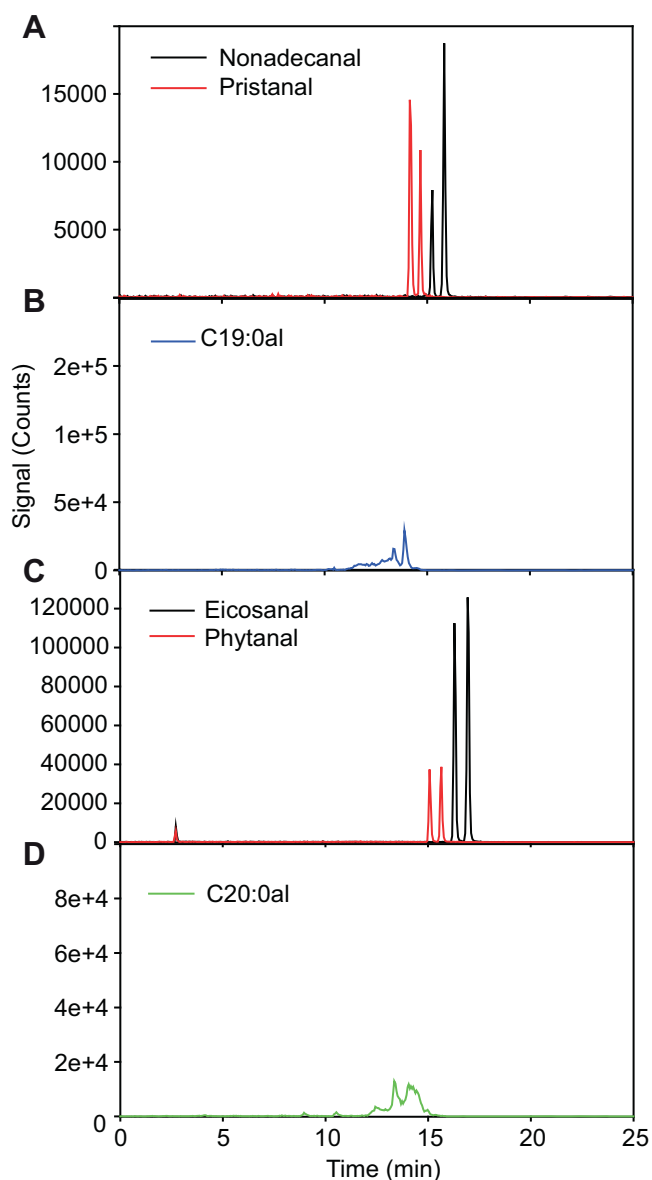 A
Nonadecanal
Pristanal
15000
10000
5000
B
C19:0al
2e+5
1e+5
5e+4
0
Signal (Counts)
C
Eicosanal
Phytanal
120000
100000
80000
60000
40000
20000
0
D
C20:0al
8e+4
6e+4
4e+4
2e+4
0
0 5 10 15 20 25
Time (min)